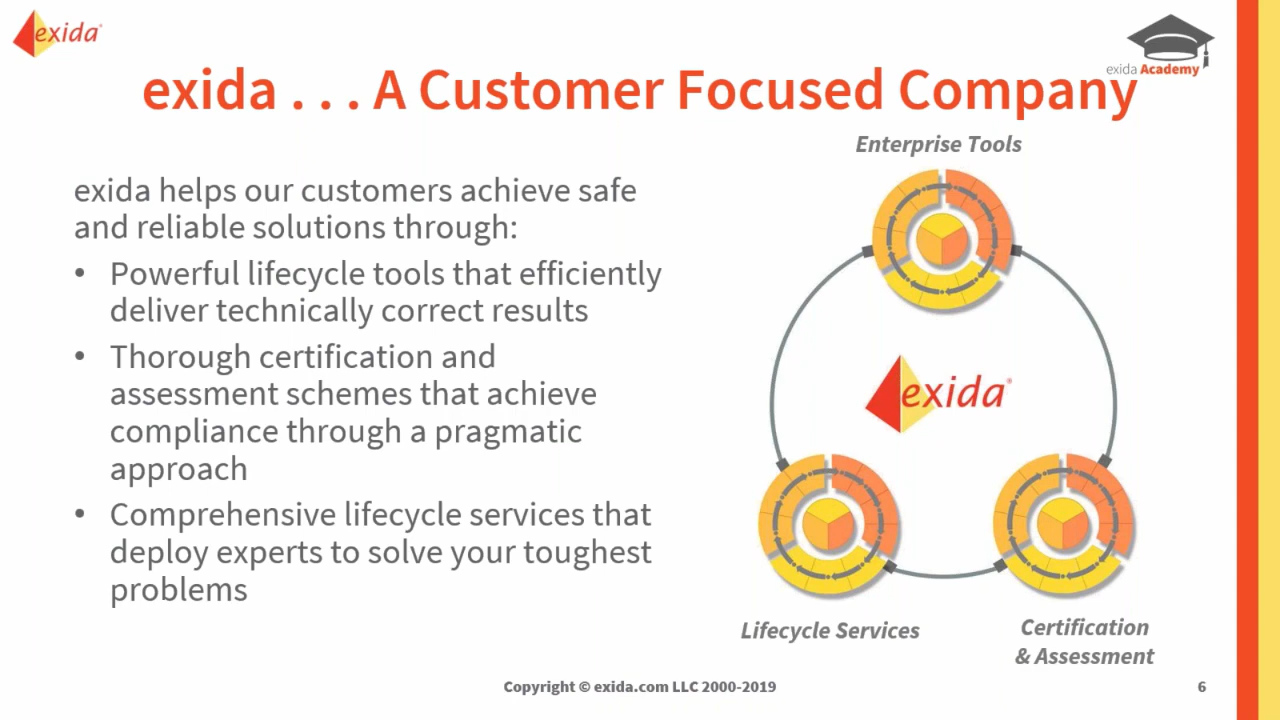 exida®
exida Academy
exida . . . A Customer Focused Company
Enterprise Tools
exida helps our customers achieve safe
and reliable solutions through:
• Powerful lifecycle tools that efficiently
deliver technically correct results
• Thorough certification and
assessment schemes that achieve
compliance through a pragmatic
approach
• Comprehensive lifecycle services that
deploy experts to solve your toughest
problems
exida®
Lifecycle Services
Certification
& Assessment
Copyright © exida.com LLC 2000-2019
6